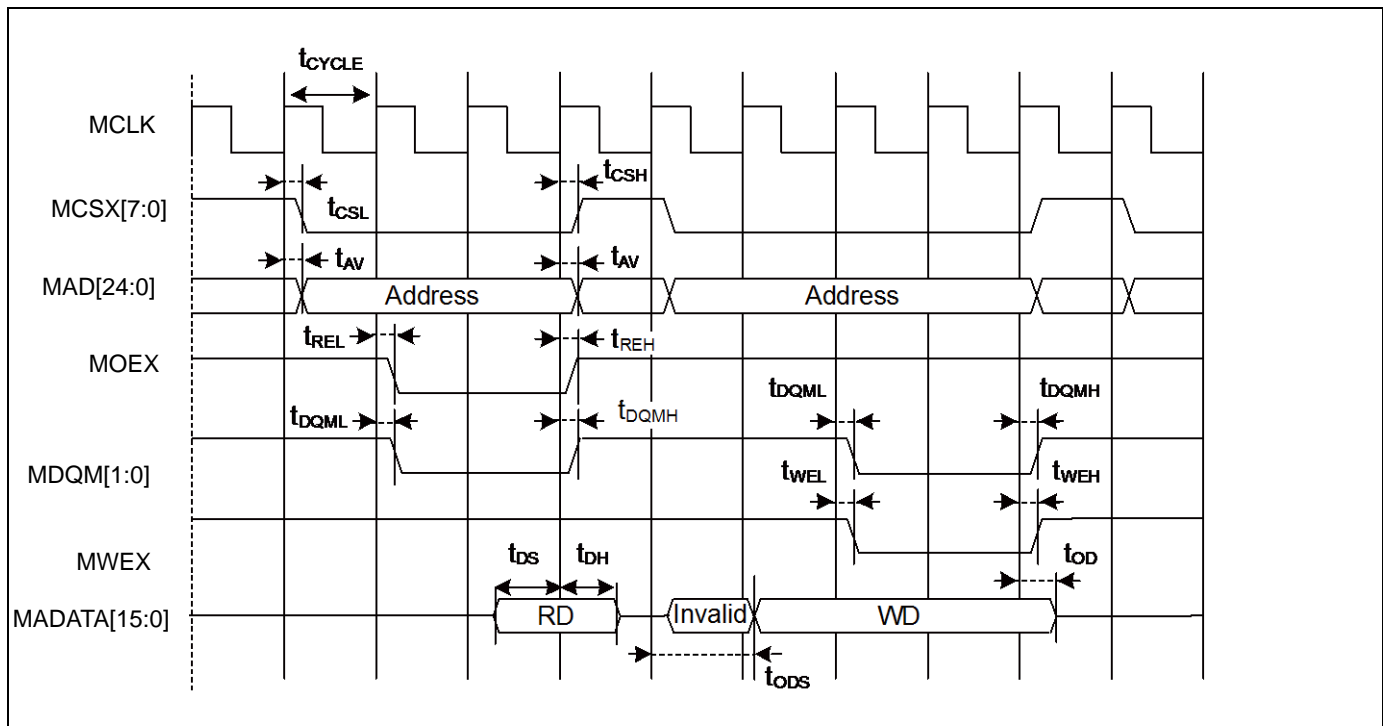 tCYCLE
MCLK
tCSH
MCSX[7:0]
tCSL
tAV
tAV
MAD[24:0]
Address
Address
tREL
tREH
MOEX
tDQML
tDQMH
tDQML
tDQMH
MDQM[1:0]
tWEL
tWEH
MWEX
tDS
tDH
tOD
MADATA[15:0]
RD
Invalid
WD
tODS